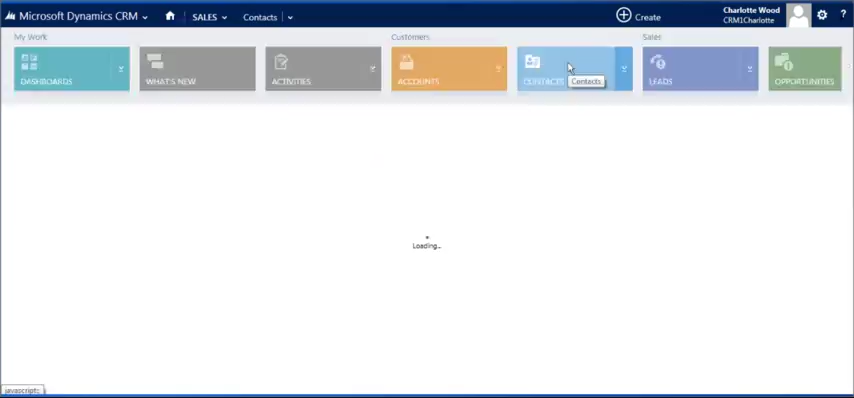 Microsoft Dynamics CRM
SALES
Contacts
Create
Charlotte Wood
CRM1Charlotte
?
My Work
Customers
Sales
DASHBOARDS
WHAT'S NEW
ACTIVITIES
ACCOUNTS
CONTACTS
Contacts
LEADS
OPPORTUNITIES
Loading...
javascript:;